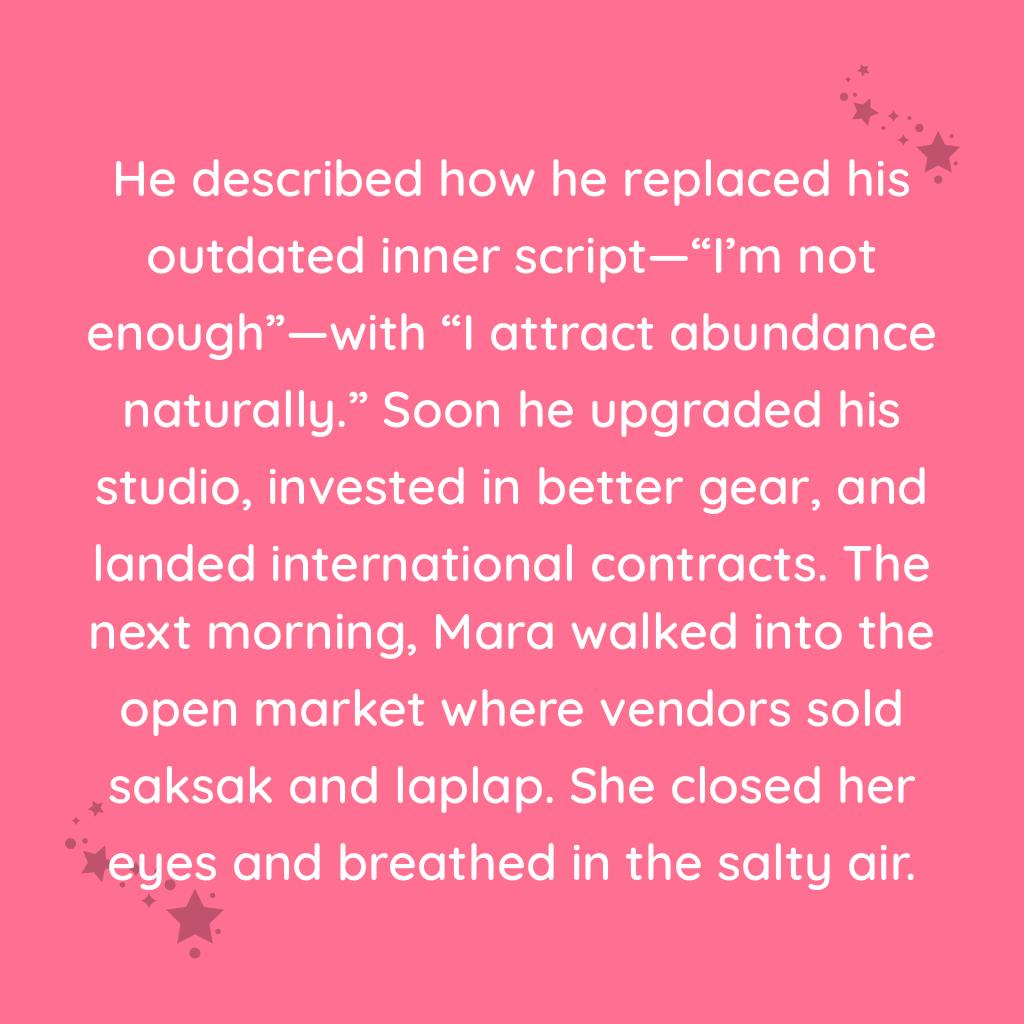 He described how he replaced his
outdated inner script—“I’m not
enough”—with “I attract abundance
naturally.” Soon he upgraded his
studio, invested in better gear, and
landed international contracts. The
next morning, Mara walked into the
open market where vendors sold
saksak and laplap. She closed her
eyes and breathed in the salty air.